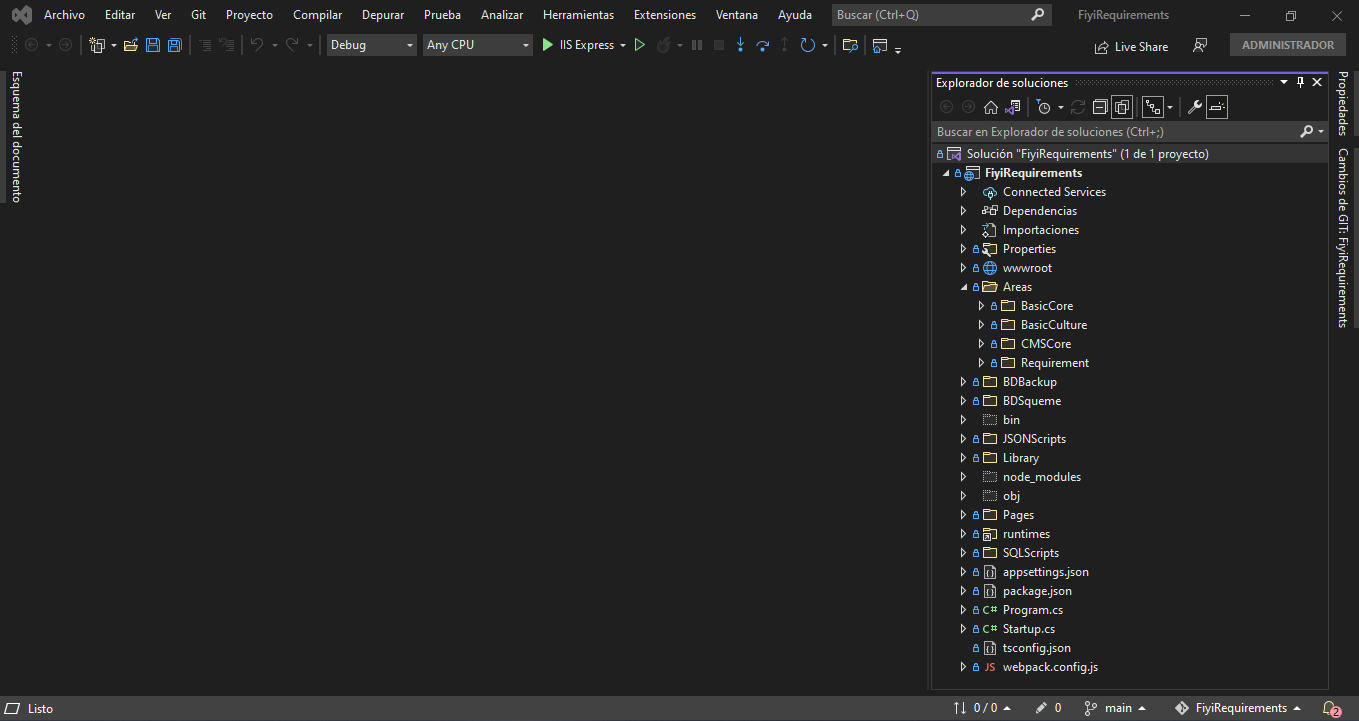 Archivo Editar Ver Git Proyecto Compilar Depurar Prueba Analizar Herramientas Extensiones Ventana Ayuda Buscar (Ctrl+Q) FiyiRequirements
Debug Any CPU IIS Express Live Share ADMINISTRADOR
Esquema del documento
Explorador de soluciones
Buscar en Explorador de soluciones (Ctrl+;)
Solución "FiyiRequirements" (1 de 1 proyecto)
FiyiRequirements
Connected Services
Dependencias
Importaciones
Properties
wwwroot
Areas
BasicCore
BasicCulture
CMSCore
Requirement
BDBackup
BDSqueme
bin
JSONScripts
Library
node_modules
obj
Pages
runtimes
SQLScripts
appsettings.json
package.json
C# Program.cs
C# Startup.cs
tsconfig.json
JS webpack.config.js
Propiedades
Cambios de GIT: FiyiRequirements
Listo 0 / 0 0 main FiyiRequirements 2